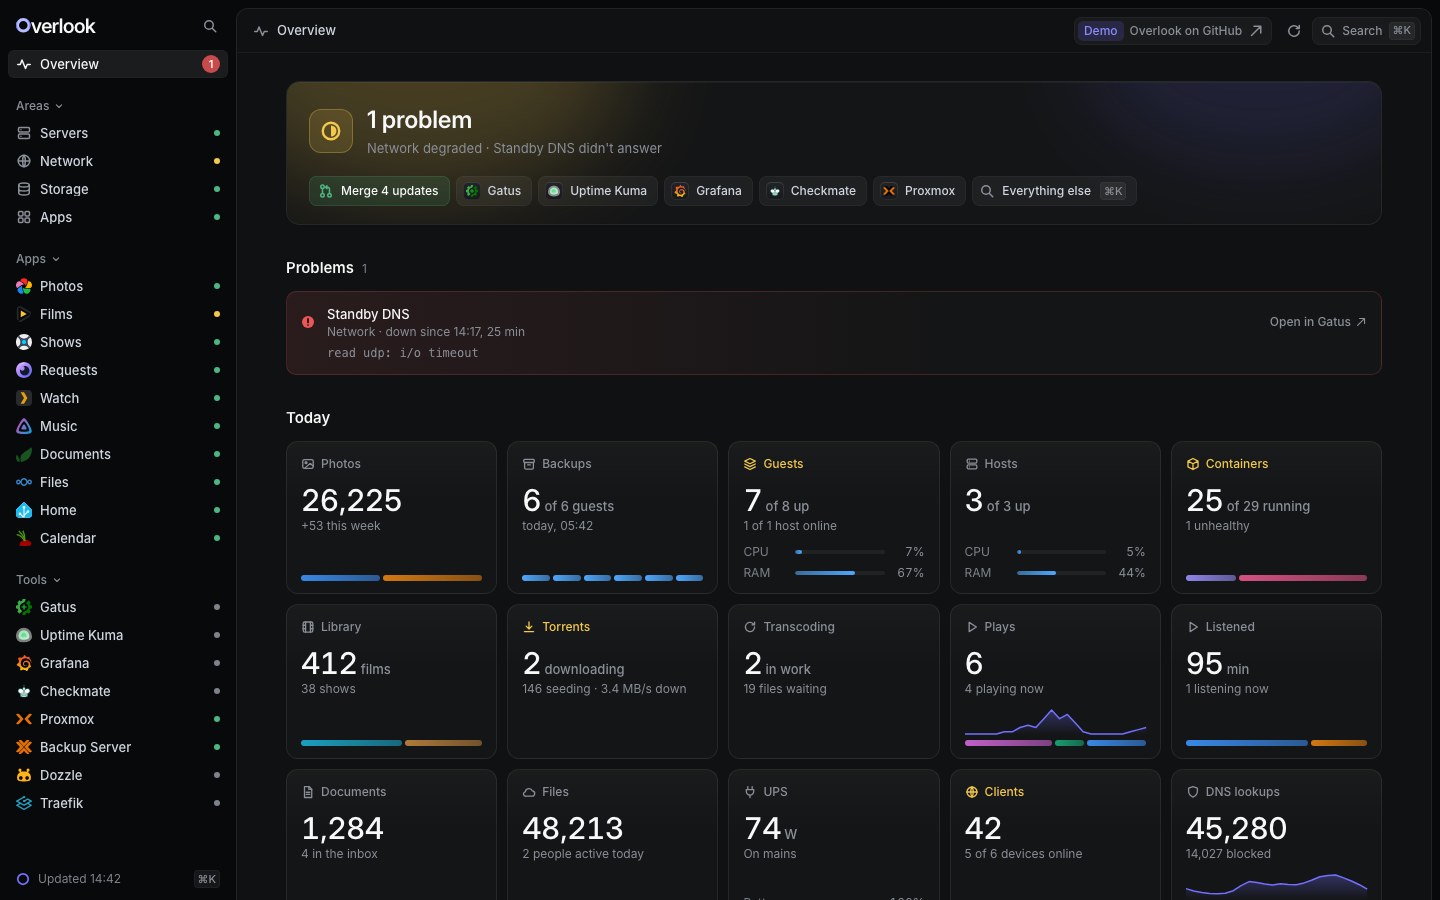 Overlook
Overview
1
Areas
Servers
Network
Storage
Apps
Apps
Photos
Films
Shows
Requests
Watch
Music
Documents
Files
Home
Calendar
Tools
Gatus
Uptime Kuma
Grafana
Checkmate
Proxmox
Backup Server
Dozzle
Traefik
Updated 14:42 ⌘K
Overview
Demo Overlook on GitHub
Search ⌘K
1 problem
Network degraded · Standby DNS didn't answer
Merge 4 updates Gatus Uptime Kuma Grafana Checkmate Proxmox Everything else ⌘K
Problems 1
Standby DNS
Network · down since 14:17, 25 min
read udp: i/o timeout
Open in Gatus
Today
Photos
26,225
+53 this week
Backups
6 of 6 guests
today, 05:42
Guests
7 of 8 up
1 of 1 host online
CPU 7%
RAM 67%
Hosts
3 of 3 up
CPU 5%
RAM 44%
Containers
25 of 29 running
1 unhealthy
Library
412 films
38 shows
Torrents
2 downloading
146 seeding · 3.4 MB/s down
Transcoding
2 in work
19 files waiting
Plays
6
4 playing now
Listened
95 min
1 listening now
Documents
1,284
4 in the inbox
Files
48,213
2 people active today
UPS
74 W
On mains
Clients
42
5 of 6 devices online
DNS lookups
45,280
14,027 blocked